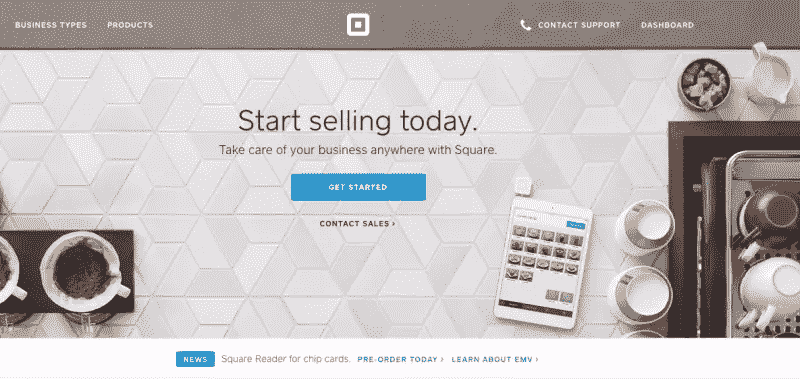 BUSINESS TYPES PRODUCTS CONTACT SUPPORT DASHBOARD
Start selling today.
Take care of your business anywhere with Square.
GET STARTED
CONTACT SALES ›
NEWS Square Reader for chip cards. PRE-ORDER TODAY › LEARN ABOUT EMV ›